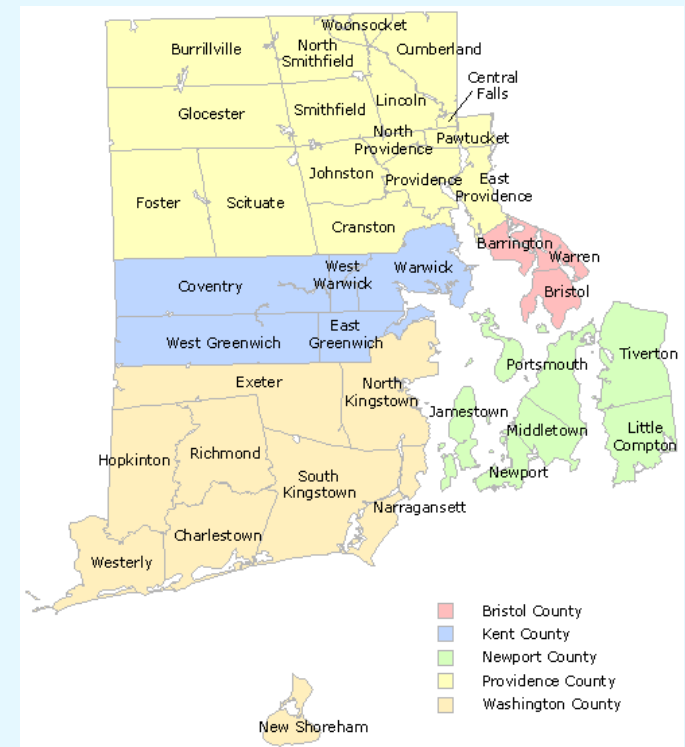 Woonsocket
Burrillville
North
Smithfield
Cumberland
Central
Falls
Glocester
Smithfield
Lincoln
North
Providence
Pawtucket
Johnston
Providence
East
Providence
Foster
Scituate
Cranston
Barrington
Warren
Bristol
Coventry
West
Warwick
Warwick
West Greenwich
East
Greenwich
Exeter
North
Kingstown
Portsmouth
Tiverton
Jamestown
Middletown
Little
Compton
Newport
Hopkinton
Richmond
South
Kingstown
Narragansett
Charlestown
Westerly
New Shoreham
Bristol County
Kent County
Newport County
Providence County
Washington County